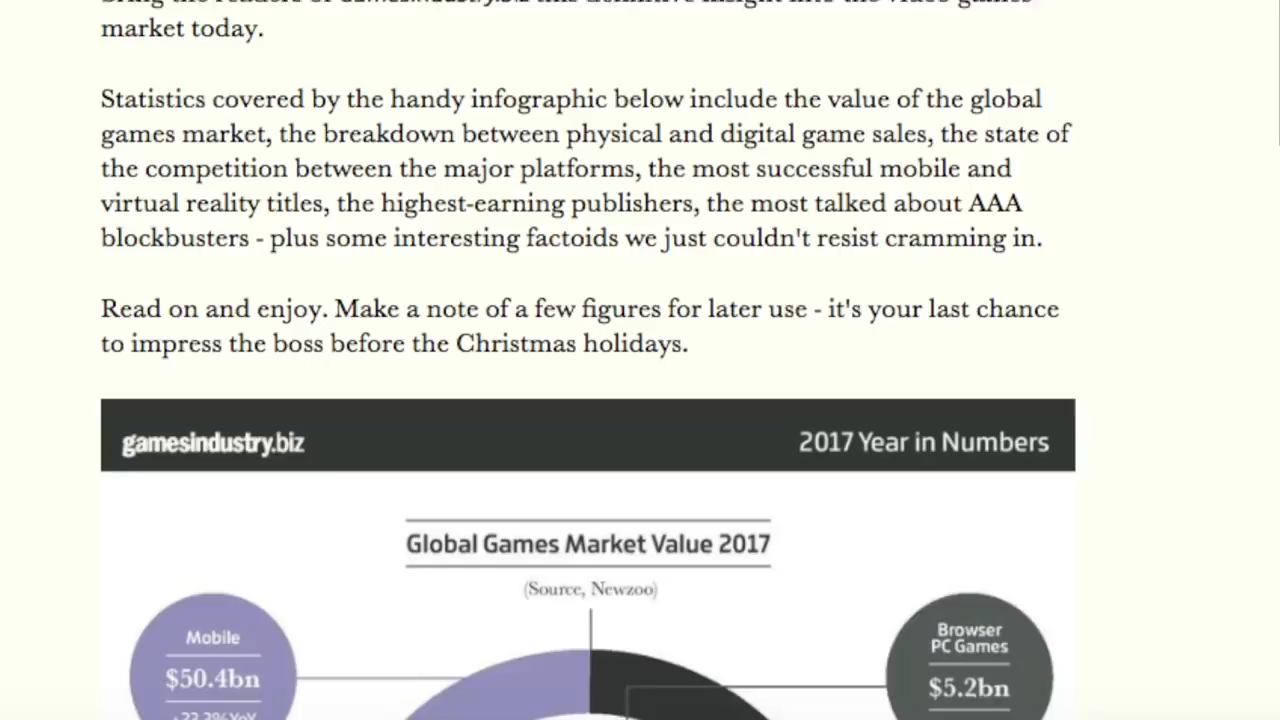 market today.
Statistics covered by the handy infographic below include the value of the global
games market, the breakdown between physical and digital game sales, the state of
the competition between the major platforms, the most successful mobile and
virtual reality titles, the highest-earning publishers, the most talked about AAA
blockbusters - plus some interesting factoids we just couldn't resist cramming in.
Read on and enjoy. Make a note of a few figures for later use - it's your last chance
to impress the boss before the Christmas holidays.
gamesindustry.biz
2017 Year in Numbers
Global Games Market Value 2017
(Source, Newzoo)
Mobile
$50.4bn
Browser
PC Games
$5.2bn